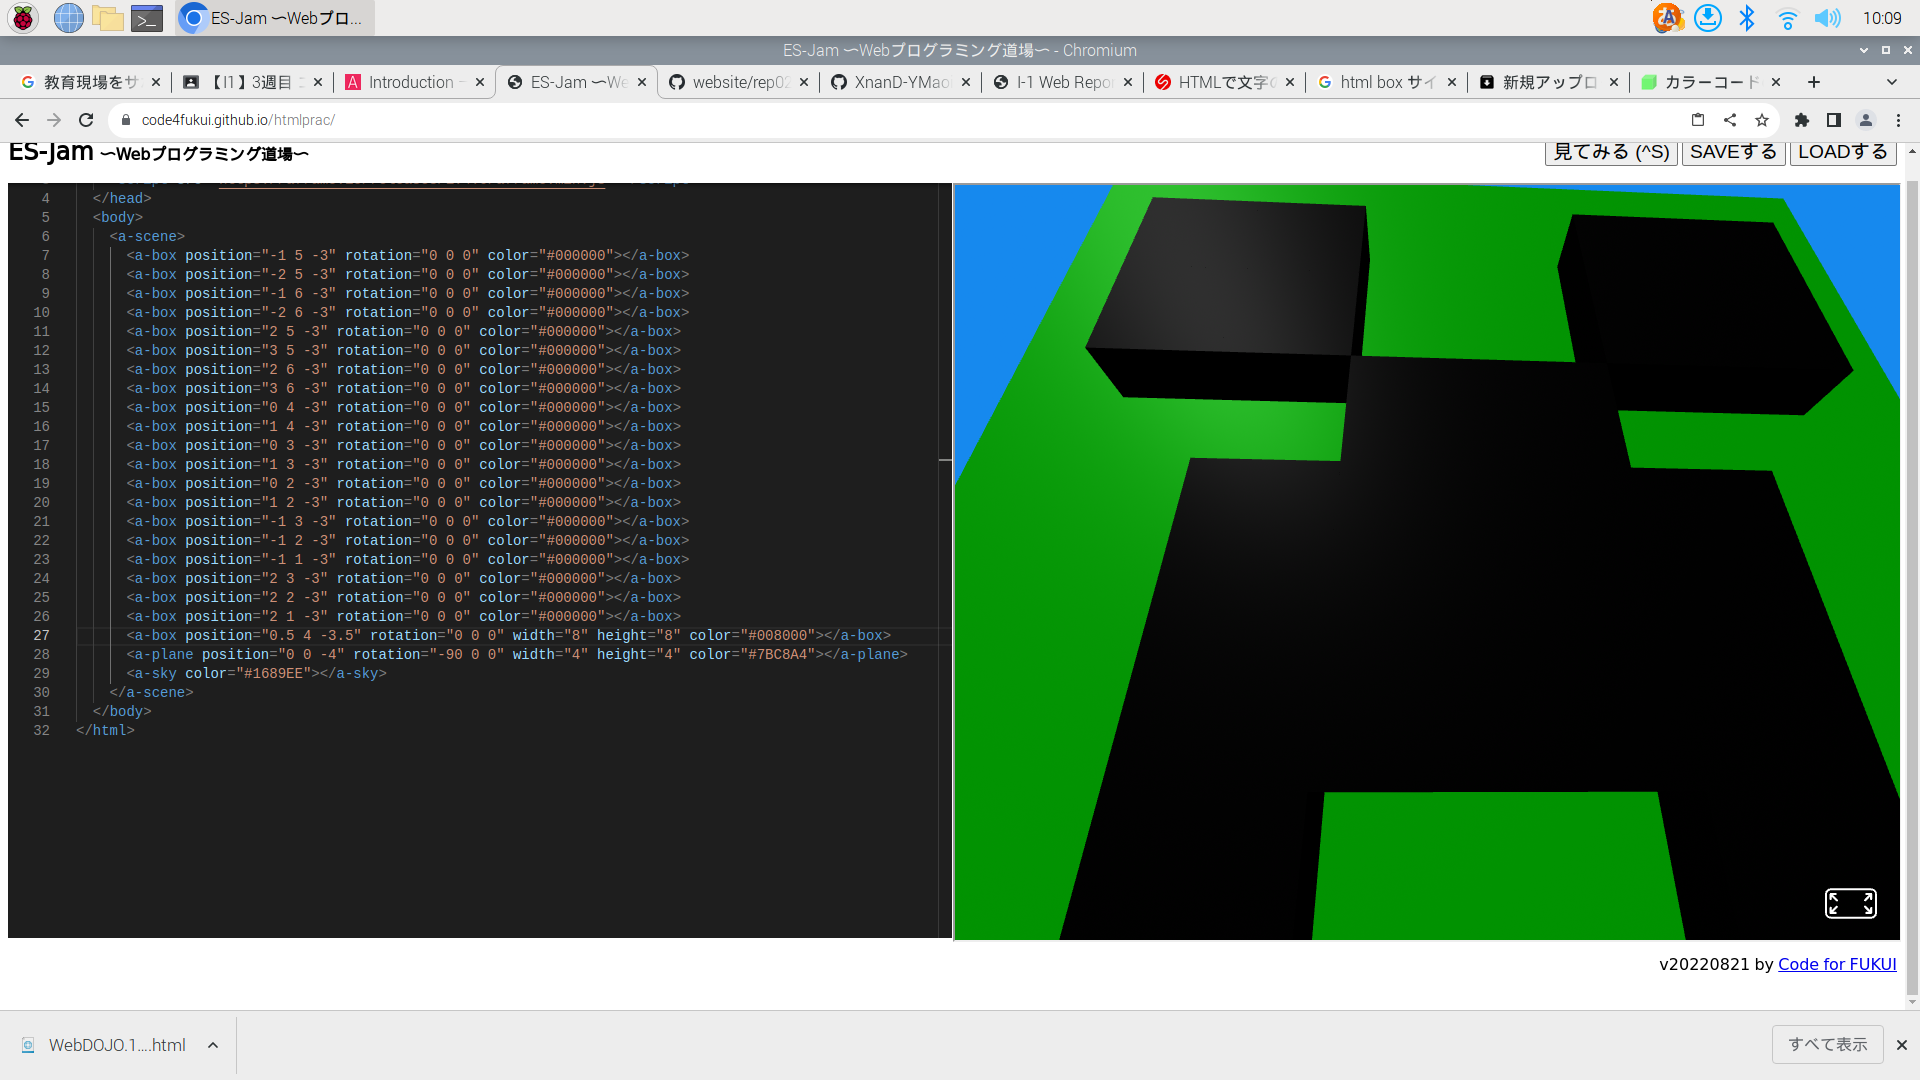 ES-Jam 〜Webプロ...
10:09
ES-Jam 〜Webプログラミング道場〜 - Chromium
教育現場をサ
【I1】3週目
Introduction
ES-Jam 〜We
website/rep02
XnanD-YMao
I-1 Web Repo
HTMLで文字
html box サイ
新規アップロ
カラーコード
code4fukui.github.io/htmlprac/
ES-Jam 〜Webプログラミング道場〜
見てみる (^S) SAVEする LOADする
4 </head>
5 <body>
6 <a-scene>
7 <a-box position="-1 5 -3" rotation="0 0 0" color="#000000"></a-box>
8 <a-box position="-2 5 -3" rotation="0 0 0" color="#000000"></a-box>
9 <a-box position="-1 6 -3" rotation="0 0 0" color="#000000"></a-box>
10 <a-box position="-2 6 -3" rotation="0 0 0" color="#000000"></a-box>
11 <a-box position="2 5 -3" rotation="0 0 0" color="#000000"></a-box>
12 <a-box position="3 5 -3" rotation="0 0 0" color="#000000"></a-box>
13 <a-box position="2 6 -3" rotation="0 0 0" color="#000000"></a-box>
14 <a-box position="3 6 -3" rotation="0 0 0" color="#000000"></a-box>
15 <a-box position="0 4 -3" rotation="0 0 0" color="#000000"></a-box>
16 <a-box position="1 4 -3" rotation="0 0 0" color="#000000"></a-box>
17 <a-box position="0 3 -3" rotation="0 0 0" color="#000000"></a-box>
18 <a-box position="1 3 -3" rotation="0 0 0" color="#000000"></a-box>
19 <a-box position="0 2 -3" rotation="0 0 0" color="#000000"></a-box>
20 <a-box position="1 2 -3" rotation="0 0 0" color="#000000"></a-box>
21 <a-box position="-1 3 -3" rotation="0 0 0" color="#000000"></a-box>
22 <a-box position="-1 2 -3" rotation="0 0 0" color="#000000"></a-box>
23 <a-box position="-1 1 -3" rotation="0 0 0" color="#000000"></a-box>
24 <a-box position="2 3 -3" rotation="0 0 0" color="#000000"></a-box>
25 <a-box position="2 2 -3" rotation="0 0 0" color="#000000"></a-box>
26 <a-box position="2 1 -3" rotation="0 0 0" color="#000000"></a-box>
27 <a-box position="0.5 4 -3.5" rotation="0 0 0" width="8" height="8" color="#008000"></a-box>
28 <a-plane position="0 0 -4" rotation="-90 0 0" width="4" height="4" color="#7BC8A4"></a-plane>
29 <a-sky color="#1689EE"></a-sky>
30 </a-scene>
31 </body>
32 </html>
v20220821 by Code for FUKUI
WebDOJO.1....html
すべて表示